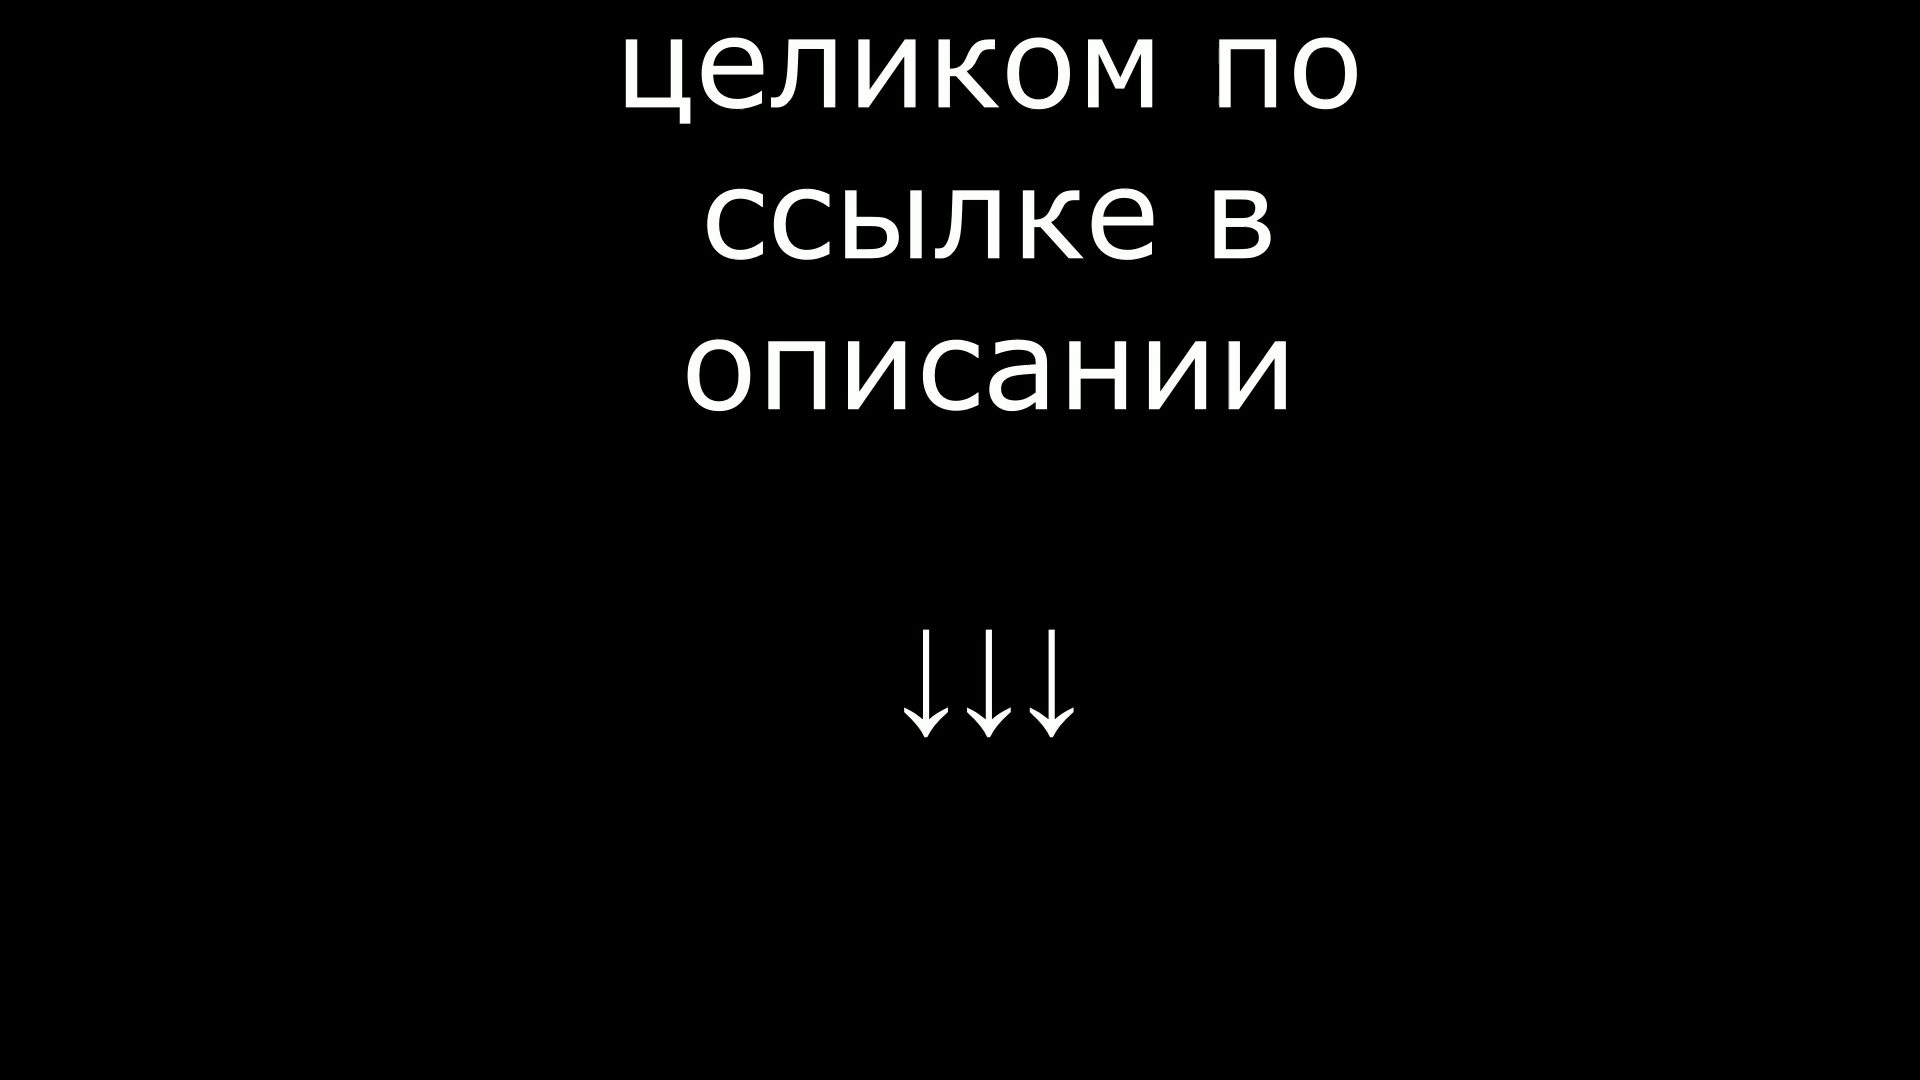 целиком по
ссылке в
описании
↓↓↓